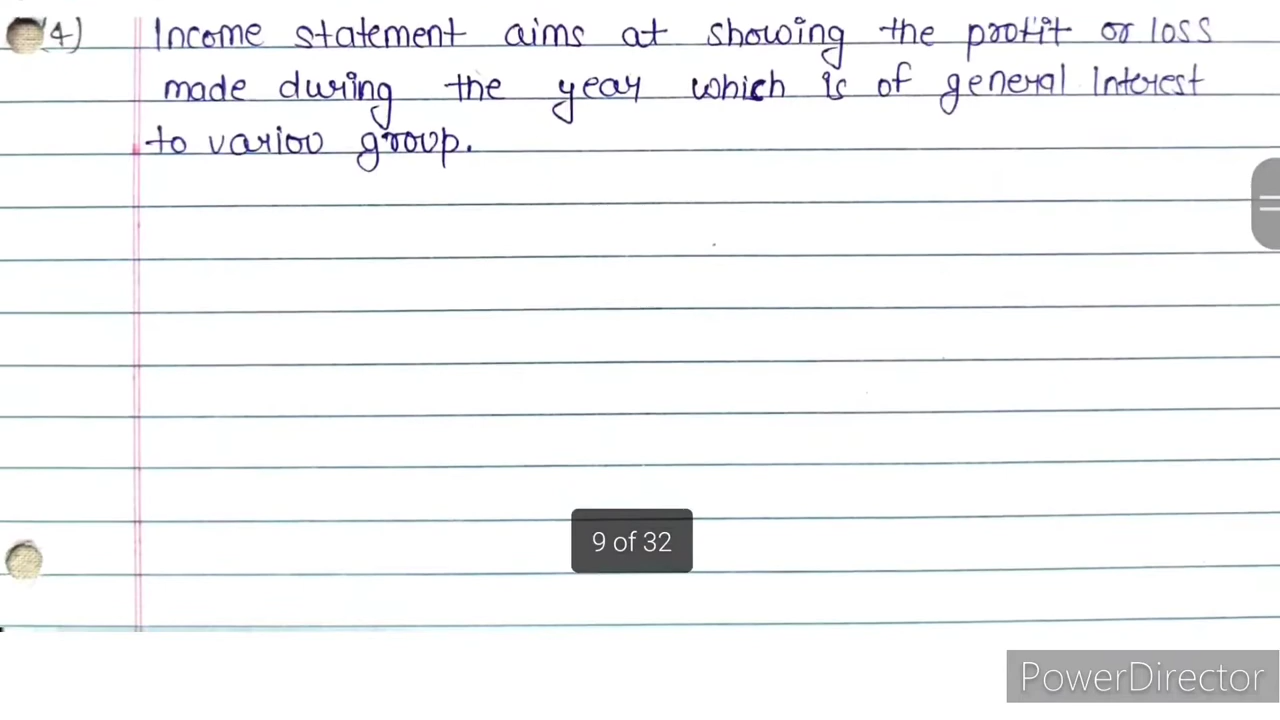 4) Income statement aims at showing the profit or loss
made during the year which is of general Interest
to variou group.
9 of 32
PowerDirector